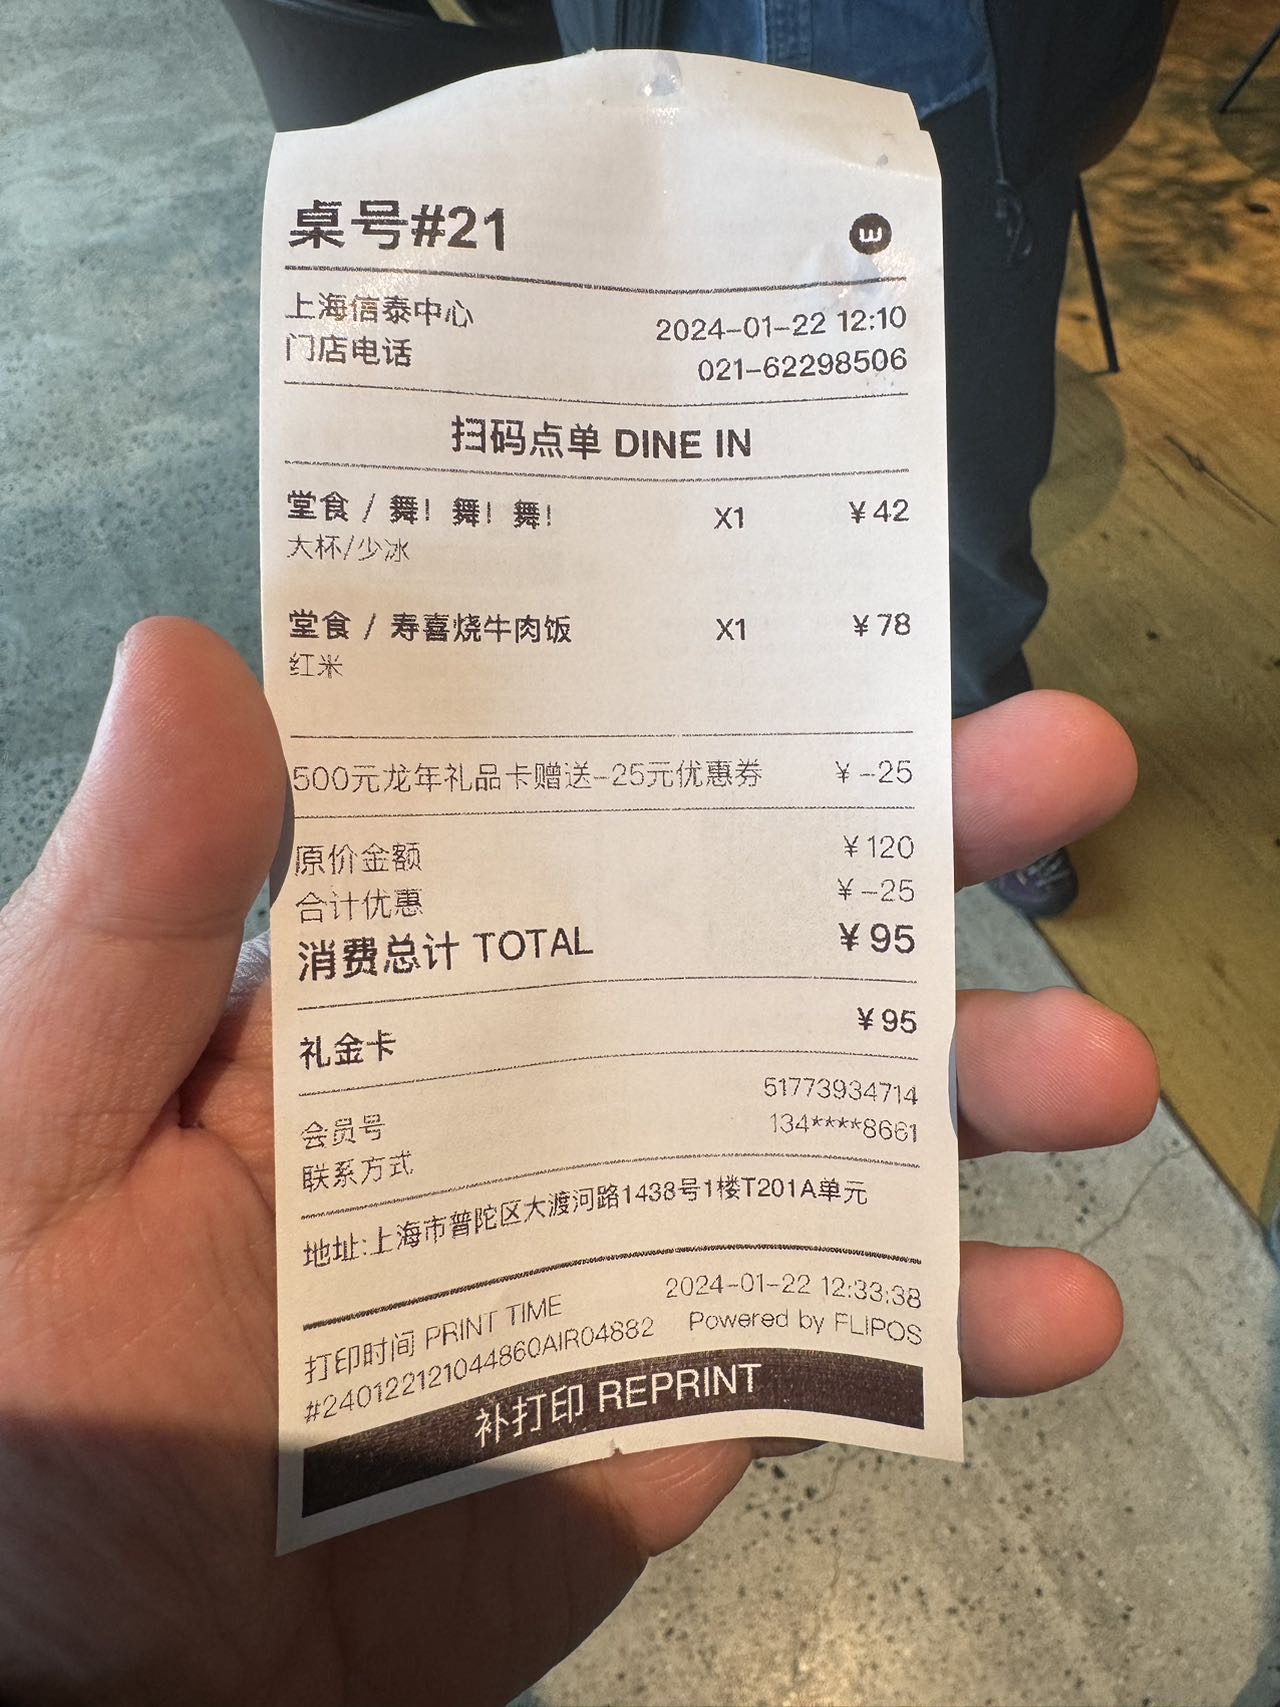 桌号#21
上海信泰中心 2024-01-22 12:10
门店电话 021-62298506
扫码点单 DINE IN
堂食 / 舞! 舞! 舞! X1 ¥42
大杯/少冰
堂食 / 寿喜烧牛肉饭 X1 ¥78
红米
500元龙年礼品卡赠送-25元优惠券 ¥-25
原价金额 ¥120
合计优惠 ¥-25
消费总计 TOTAL ¥95
礼金卡 ¥95
会员号 51773934714
联系方式 134****8661
地址:上海市普陀区大渡河路1438号1楼T201A单元
打印时间 PRINT TIME 2024-01-22 12:33:38
#240122121044860AIR04882 Powered by FLIPOS
补打印 REPRINT